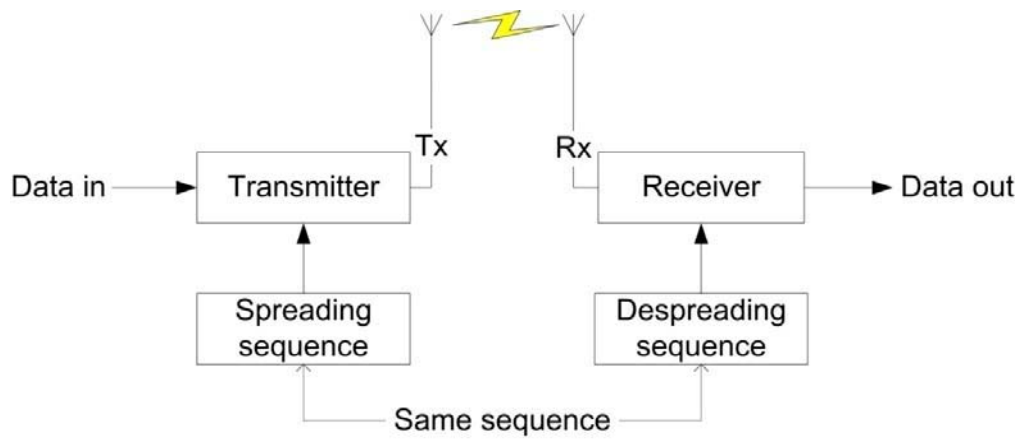 Tx
Rx
Data in
Transmitter
Receiver
Data out
Spreading
sequence
Despreading
sequence
Same sequence